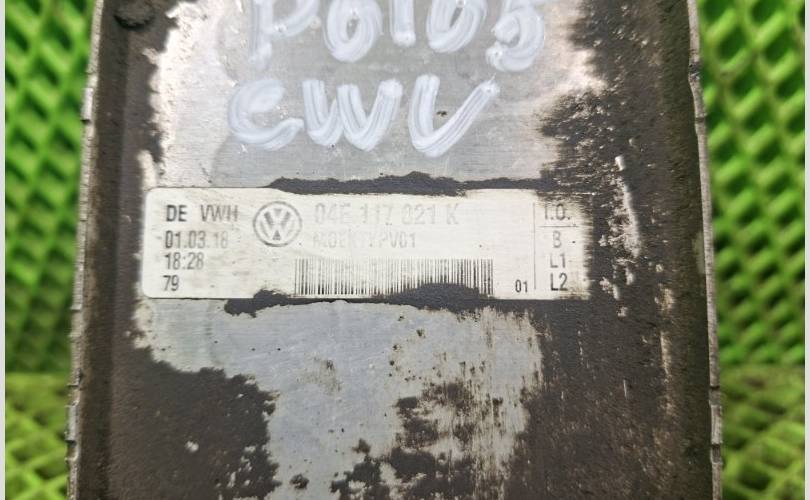 Polo5
CWV
DE VWH
04E 117 021 K
01.03.18
18:28
79
01
I.O.
B
L1
L2